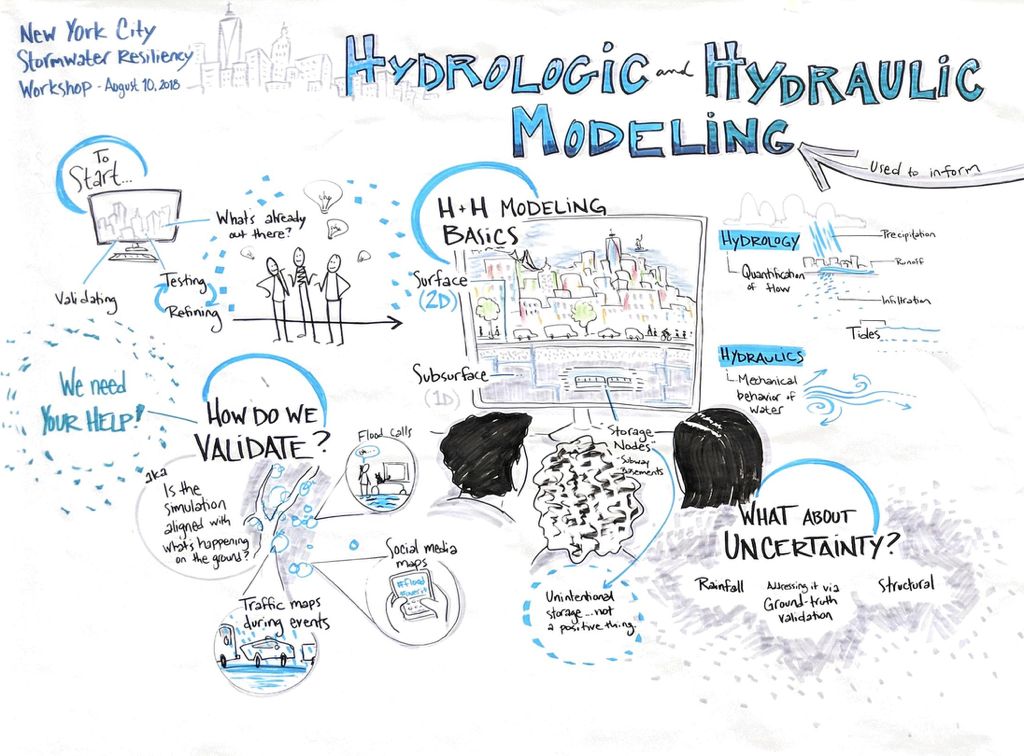 New York City
Stormwater Resiliency
Workshop - August 10, 2018
HYDROLOGIC and HYDRAULIC
MODELING
Used to inform
To
Start...
What's already
out there?
Validating
Testing
Refining
H+H MODELING
BASICS
Surface
(2D)
Subsurface
(1D)
Storage
Nodes"
"Subway
Basements
Unintentional
storage...not
a positive thing.
HYDROLOGY
Quantification
of flow
Precipitation
Runoff
Infiltration
Tides
HYDRAULICS
Mechanical
behavior of
Water
We need
YOUR HELP!
HOW DO WE
VALIDATE?
aka
Is the
simulation
aligned with
what's happening
on the ground?
Flood Calls
Social media
maps
#flood
Traffic maps
during events
WHAT ABOUT
UNCERTAINTY?
Rainfall
Addressing it via
Ground-truth
validation
Structural